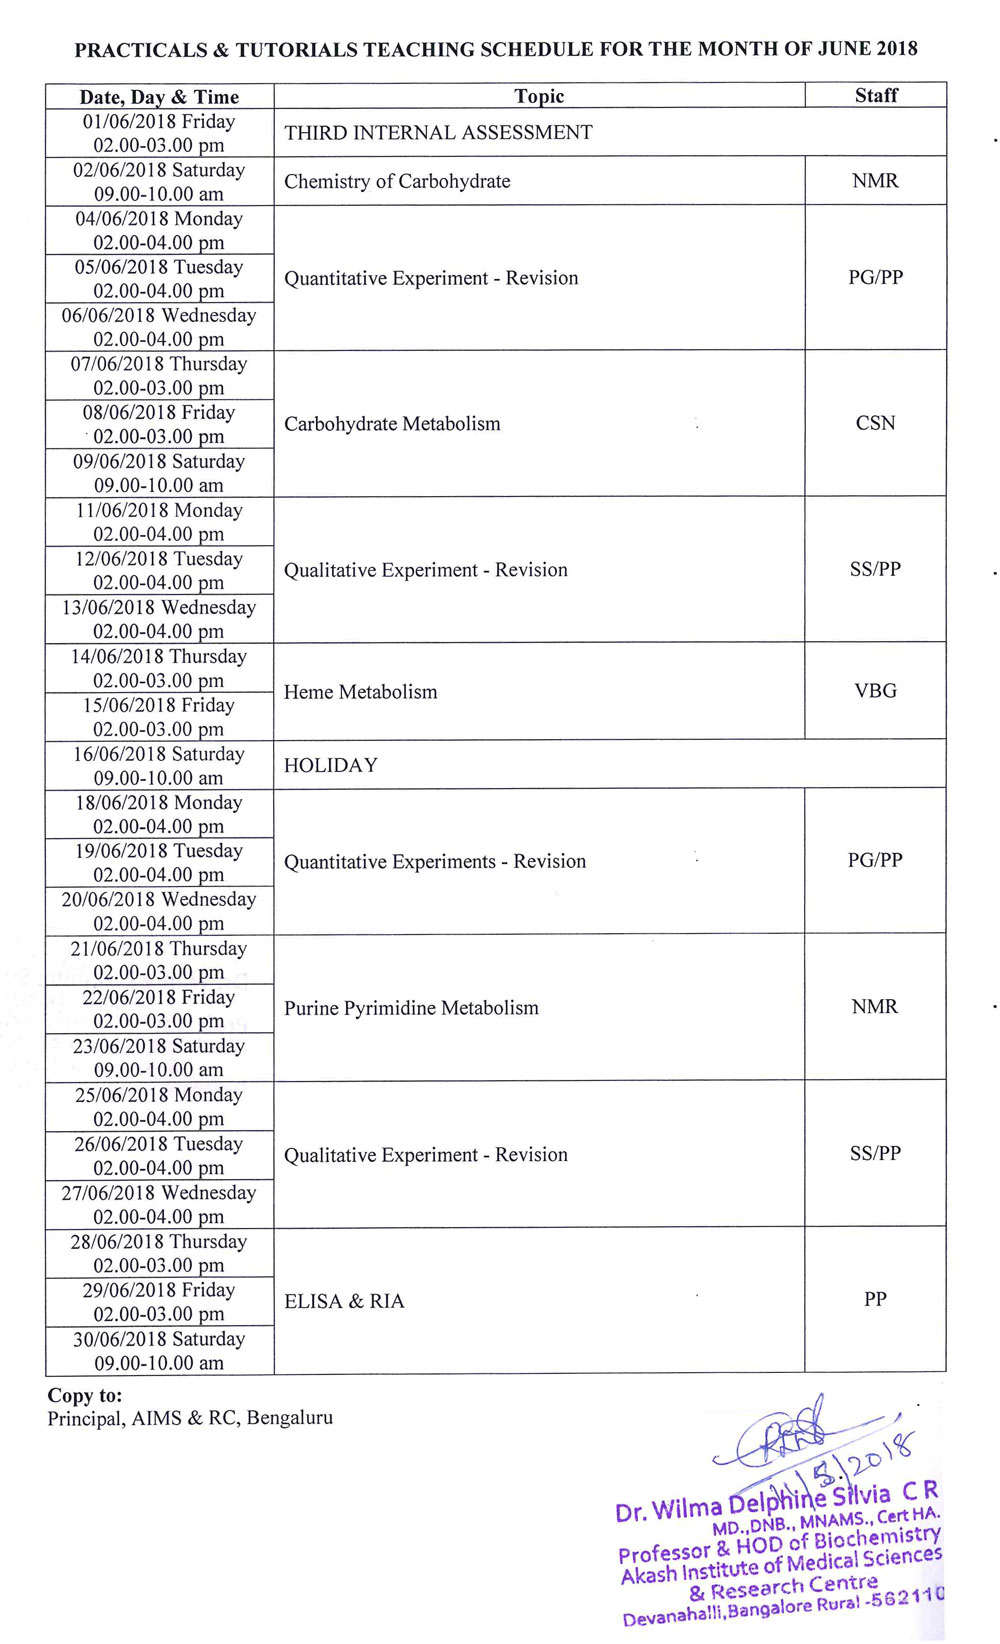 PRACTICALS & TUTORIALS TEACHING SCHEDULE FOR THE MONTH OF JUNE 2018
Date, Day & Time Topic Staff
01/06/2018 Friday
02.00-03.00 pm
THIRD INTERNAL ASSESSMENT
02/06/2018 Saturday
09.00-10.00 am
Chemistry of Carbohydrate NMR
04/06/2018 Monday
02.00-04.00 pm
05/06/2018 Tuesday
02.00-04.00 pm
06/06/2018 Wednesday
02.00-04.00 pm
Quantitative Experiment - Revision PG/PP
07/06/2018 Thursday
02.00-03.00 pm
08/06/2018 Friday
02.00-03.00 pm
09/06/2018 Saturday
09.00-10.00 am
Carbohydrate Metabolism CSN
11/06/2018 Monday
02.00-04.00 pm
12/06/2018 Tuesday
02.00-04.00 pm
13/06/2018 Wednesday
02.00-04.00 pm
Qualitative Experiment - Revision SS/PP
14/06/2018 Thursday
02.00-03.00 pm
15/06/2018 Friday
02.00-03.00 pm
Heme Metabolism VBG
16/06/2018 Saturday
09.00-10.00 am
HOLIDAY
18/06/2018 Monday
02.00-04.00 pm
19/06/2018 Tuesday
02.00-04.00 pm
20/06/2018 Wednesday
02.00-04.00 pm
Quantitative Experiments - Revision PG/PP
21/06/2018 Thursday
02.00-03.00 pm
22/06/2018 Friday
02.00-03.00 pm
23/06/2018 Saturday
09.00-10.00 am
Purine Pyrimidine Metabolism NMR
25/06/2018 Monday
02.00-04.00 pm
26/06/2018 Tuesday
02.00-04.00 pm
27/06/2018 Wednesday
02.00-04.00 pm
Qualitative Experiment - Revision SS/PP
28/06/2018 Thursday
02.00-03.00 pm
29/06/2018 Friday
02.00-03.00 pm
30/06/2018 Saturday
09.00-10.00 am
ELISA & RIA PP
Copy to:
Principal, AIMS & RC, Bengaluru
Dr. Wilma Delphine Silvia C R
MD.,DNB., MNAMS., Cert HA.
Professor & HOD of Biochemistry
Akash Institute of Medical Sciences
& Research Centre
Devanahalli,Bangalore Rural -562110